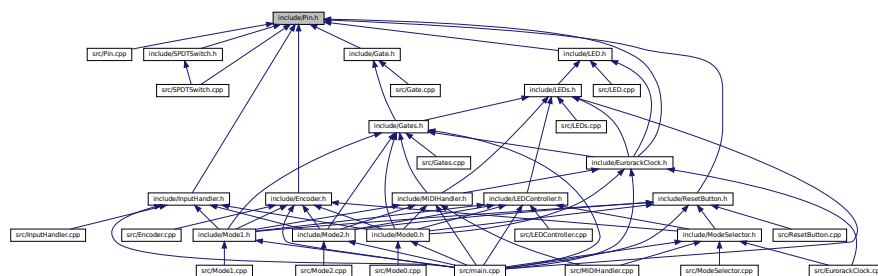 include/Pin.h
src/Pin.cpp
include/SPDTSwitch.h
include/Gate.h
include/LED.h
src/SPDTSwitch.cpp
src/Gate.cpp
include/LEDs.h
src/LED.cpp
include/Gates.h
src/LEDs.cpp
src/Gates.cpp
include/EurorackClock.h
include/InputHandler.h
include/Encoder.h
include/MIDIHandler.h
include/LEDController.h
include/ResetButton.h
src/InputHandler.cpp
src/Encoder.cpp
include/Mode1.h
include/Mode2.h
include/Mode0.h
src/LEDController.cpp
include/ModeSelector.h
src/ResetButton.cpp
src/Mode1.cpp
src/Mode2.cpp
src/Mode0.cpp
src/main.cpp
src/MIDIHandler.cpp
src/ModeSelector.cpp
src/EurorackClock.cpp